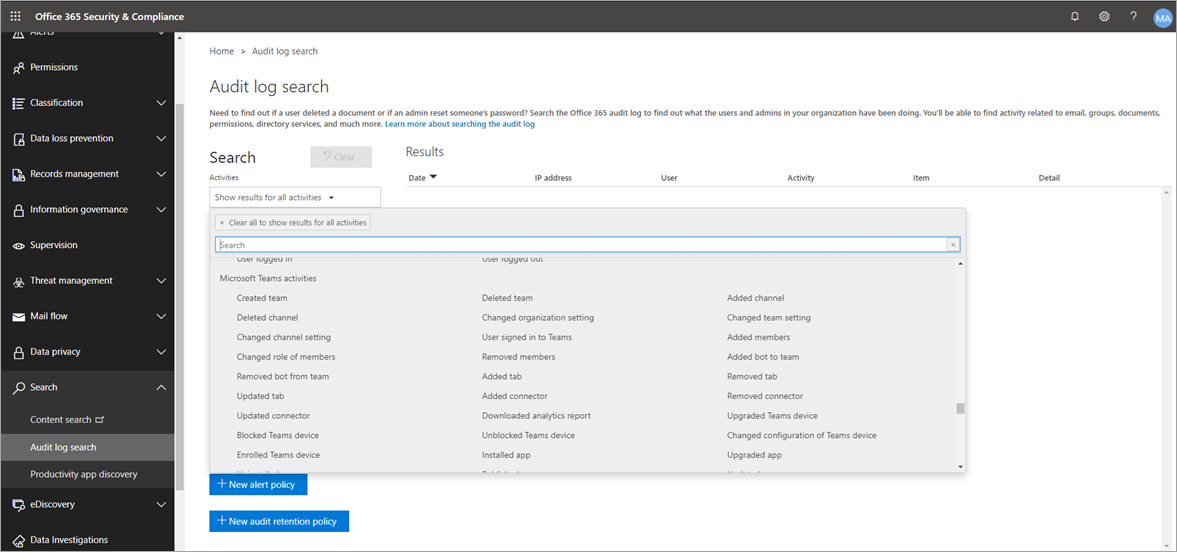 Office 365 Security & Compliance
?
MA
Alerts
Permissions
Classification
Data loss prevention
Records management
Information governance
Supervision
Threat management
Mail flow
Data privacy
Search
Content search
Audit log search
Productivity app discovery
eDiscovery
Data Investigations
Home > Audit log search
Audit log search
Need to find out if a user deleted a document or if an admin reset someone's password? Search the Office 365 audit log to find out what the users and admins in your organization have been doing. You'll be able to find activity related to email, groups, documents,
permissions, directory services, and much more. Learn more about searching the audit log
Search
Clear
Activities
Show results for all activities
Results
Date IP address User Activity Item Detail
× Clear all to show results for all activities
Search ×
User logged in User logged out
Microsoft Teams activities
Created team Deleted team Added channel
Deleted channel Changed organization setting Changed team setting
Changed channel setting User signed in to Teams Added members
Changed role of members Removed members Added bot to team
Removed bot from team Added tab Removed tab
Updated tab Added connector Removed connector
Updated connector Downloaded analytics report Upgraded Teams device
Blocked Teams device Unblocked Teams device Changed configuration of Teams device
Enrolled Teams device Installed app Upgraded app
+ New alert policy
+ New audit retention policy